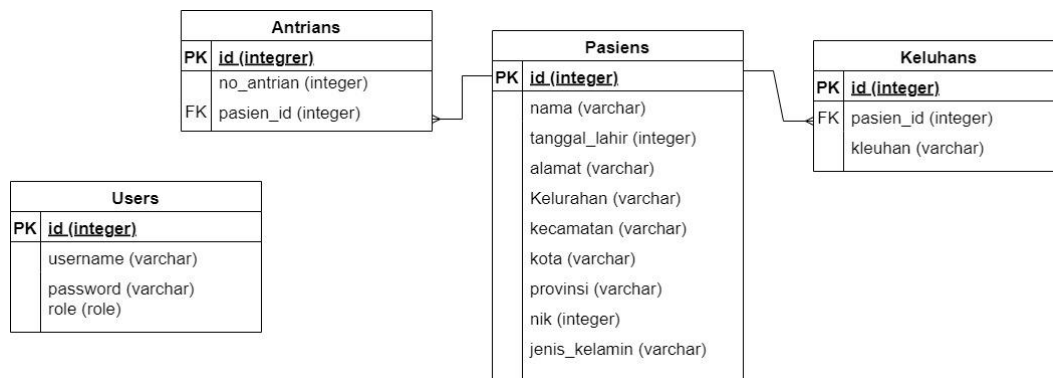 Antrians
PK id (integrer)
no_antrian (integer)
FK pasien_id (integer)
Pasiens
PK id (integer)
nama (varchar)
tanggal_lahir (integer)
alamat (varchar)
Kelurahan (varchar)
kecamatan (varchar)
kota (varchar)
provinsi (varchar)
nik (integer)
jenis_kelamin (varchar)
Keluhans
PK id (integer)
FK pasien_id (integer)
kleuhan (varchar)
Users
PK id (integer)
username (varchar)
password (varchar)
role (role)